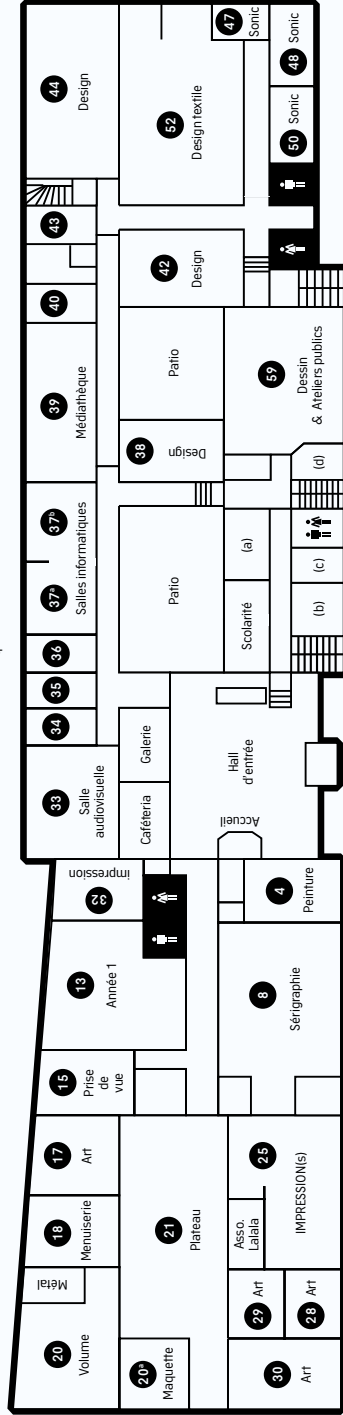 44
Design
52
Design textile
47
Sonic
48
Sonic
50
Sonic
43
40
42
Design
39
Médiathèque
Patio
38
Design
59
Dessin
& Ateliers publics
37ᵇ
37ᵃ
Salles informatiques
Patio
(a)
Scolarité
(d)
(c)
(b)
36
35
34
33
Salle
audiovisuelle
Galerie
Caféteria
Hall
d'entrée
Accueil
32
impression
13
Année 1
4
Peinture
8
Sérigraphie
15
Prise
de
vue
17
Art
18
Menuiserie
Métal
20
Volume
20ᵃ
Maquette
21
Plateau
25
IMPRESSION(s)
Asso.
Lalala
29
Art
28
Art
30
Art